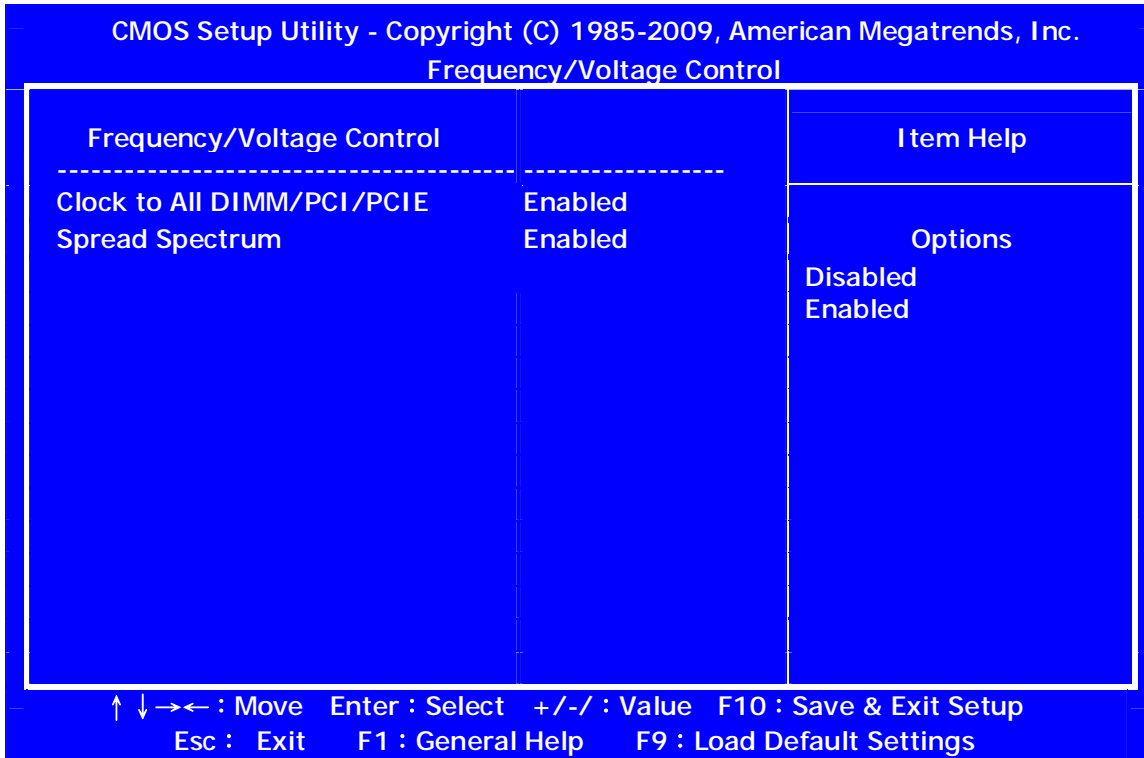 CMOS Setup Utility - Copyright (C) 1985-2009, American Megatrends, Inc.
Frequency/Voltage Control
Frequency/Voltage Control
Item Help
----------------------------------------- ------------------
Clock to All DIMM/PCI/PCIE Enabled
Spread Spectrum Enabled
Options
Disabled
Enabled
↑↓→←：Move Enter：Select +/-/：Value F10：Save & Exit Setup
Esc： Exit F1：General Help F9：Load Default Settings